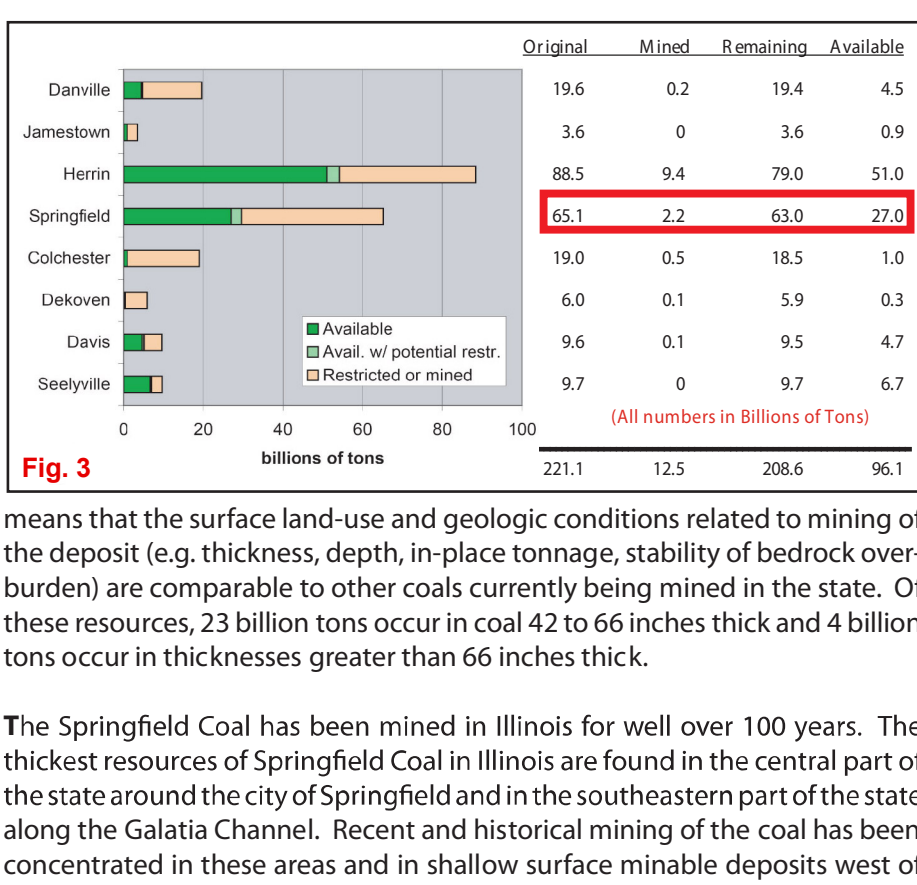 Original Mined Remaining Available
Danville 19.6 0.2 19.4 4.5
Jamestown 3.6 0 3.6 0.9
Herrin 88.5 9.4 79.0 51.0
Springfield 65.1 2.2 63.0 27.0
Colchester 19.0 0.5 18.5 1.0
Dekoven 6.0 0.1 5.9 0.3
Davis 9.6 0.1 9.5 4.7
Seelyville 9.7 0 9.7 6.7
Available
Avail. w/ potential restr.
Restricted or mined
0 20 40 60 80 100
(All numbers in Billions of Tons)
billions of tons
Fig. 3
221.1 12.5 208.6 96.1
means that the surface land-use and geologic conditions related to mining of
the deposit (e.g. thickness, depth, in-place tonnage, stability of bedrock over-
burden) are comparable to other coals currently being mined in the state. Of
these resources, 23 billion tons occur in coal 42 to 66 inches thick and 4 billion
tons occur in thicknesses greater than 66 inches thick.
The Springfield Coal has been mined in Illinois for well over 100 years. The
thickest resources of Springfield Coal in Illinois are found in the central part of
the state around the city of Springfield and in the southeastern part of the state
along the Galatia Channel. Recent and historical mining of the coal has been
concentrated in these areas and in shallow surface minable deposits west of